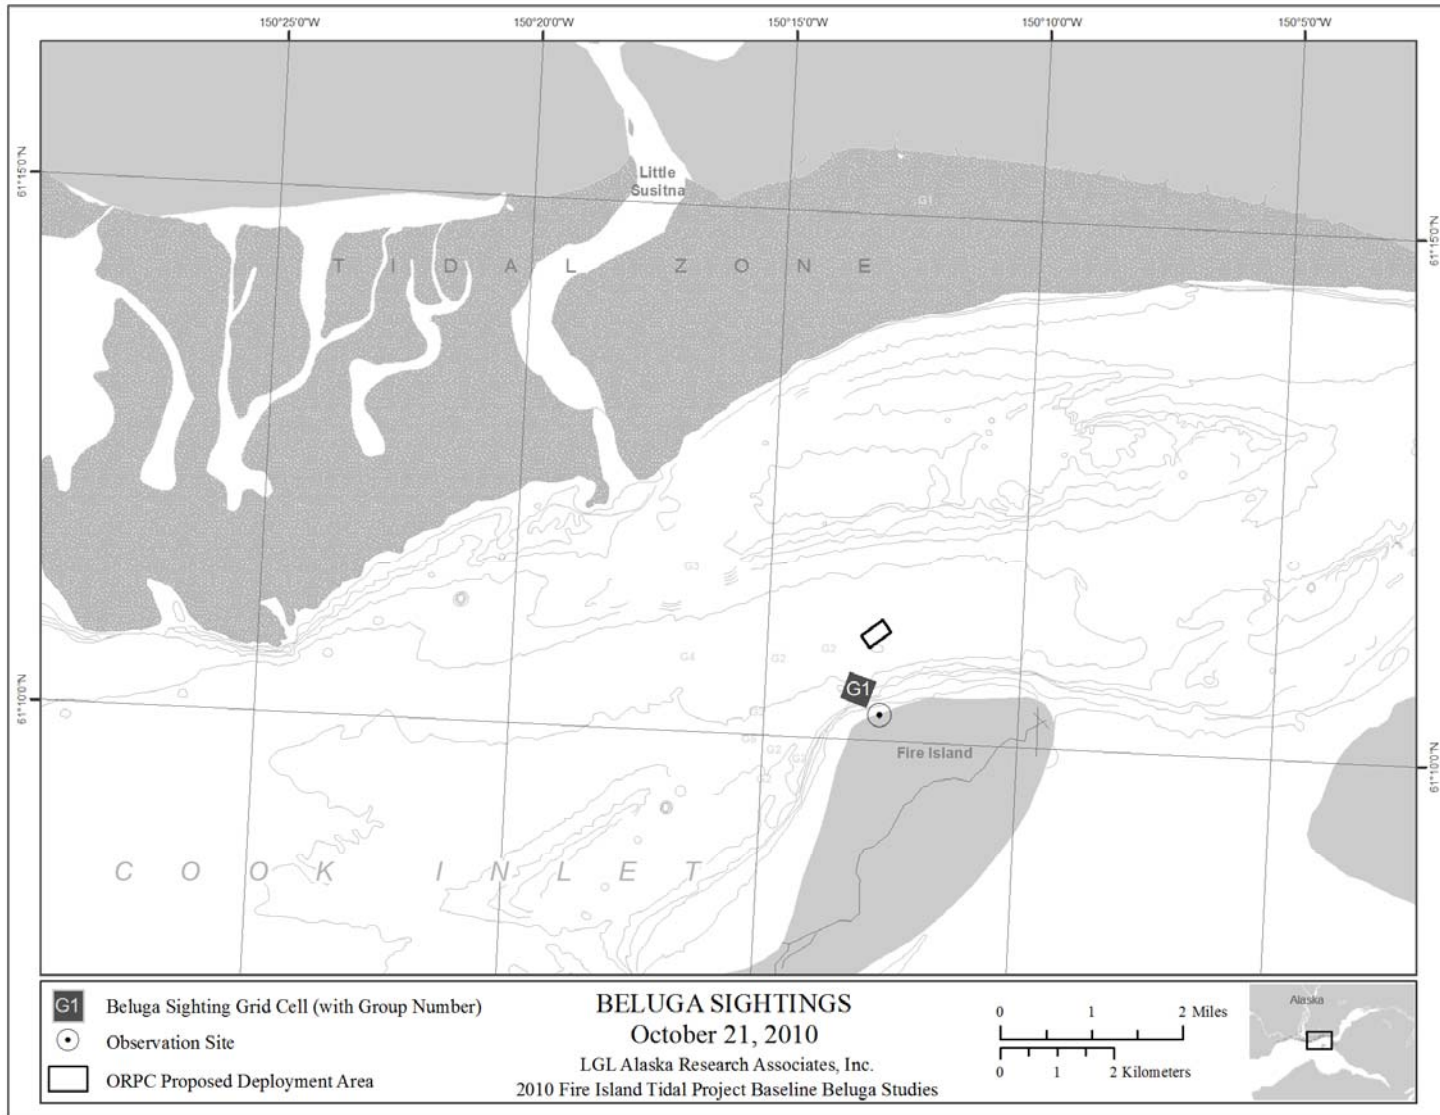 150°25'0"W 150°20'0"W 150°15'0"W 150°10'0"W 150°5'0"W
61°15'0"N
61°15'0"N
Little
Susitna
G1
TIDAL ZONE
G3
G4 G2 G2
G1
61°10'0"N
61°10'0"N
G2
Fire Island
COOK INLET
G1 Beluga Sighting Grid Cell (with Group Number)
Observation Site
ORPC Proposed Deployment Area
BELUGA SIGHTINGS
October 21, 2010
LGL Alaska Research Associates, Inc.
2010 Fire Island Tidal Project Baseline Beluga Studies
0 1 2 Miles
0 1 2 Kilometers
Alaska